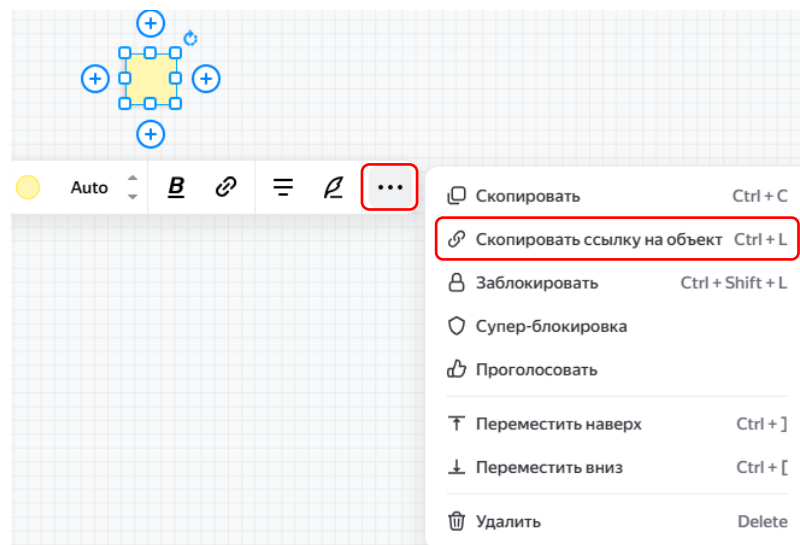 Auto B
Скопировать Ctrl + C
Скопировать ссылку на объект Ctrl + L
Заблокировать Ctrl + Shift + L
Супер-блокировка
Проголосовать
Переместить наверх Ctrl + ]
Переместить вниз Ctrl + [
Удалить Delete